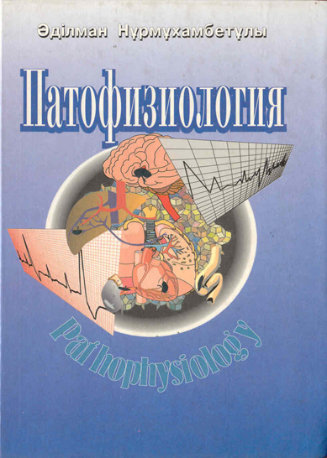 Әділман Нұрмұхамбетұлы
Патофизиология
Pathophysiology